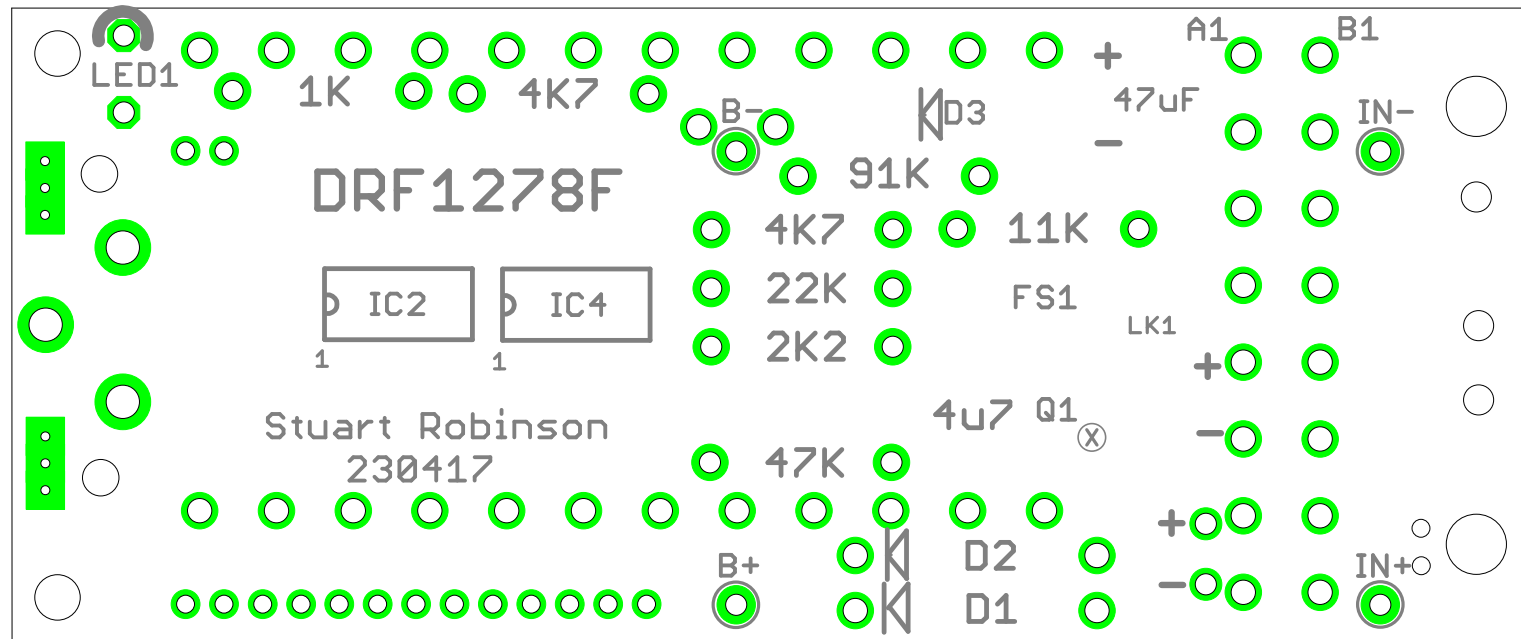 A1 B1
LED1
1K 4K7
47uF
B- D3 IN-
91K
DRF1278F
4K7 11K
22K
FS1
IC2 IC4
LK1
2K2
1 1
+
-
+
-
4u7 Q1
X
Stuart Robinson
47K
230417
+
-
B+ D2 IN+
D1